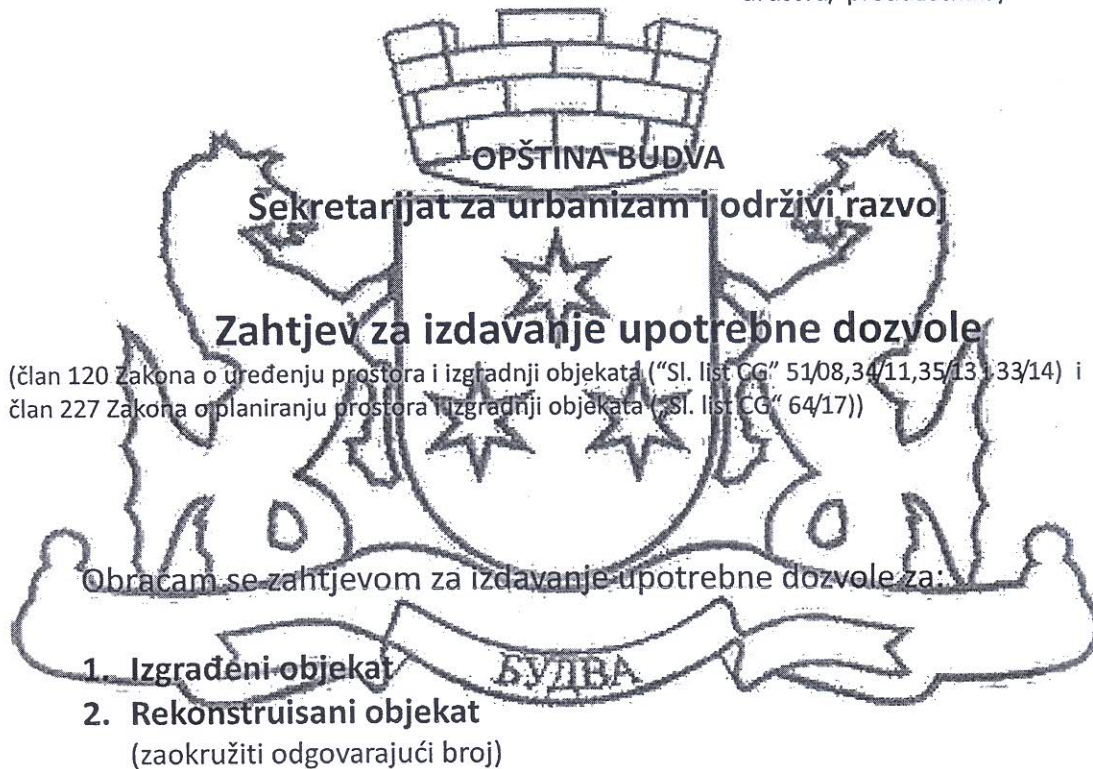 OPŠTINA BUDVA
Sekretarijat za urbanizam i održivi razvoj
Zahtjev za izdavanje upotrebne dozvole
(član 120 Zakona o uređenju prostora i izgradnji objekata ("Sl. list CG" 51/08,34/11,35/13 i 33/14) i
član 227 Zakona o planiranju prostora i izgradnji objekata („Sl. list CG“ 64/17))
Obraćam se zahtjevom za izdavanje upotrebne dozvole za:
1. Izgrađeni objekat
БУДВА
2. Rekonstruisani objekat
(zaokružiti odgovarajući broj)